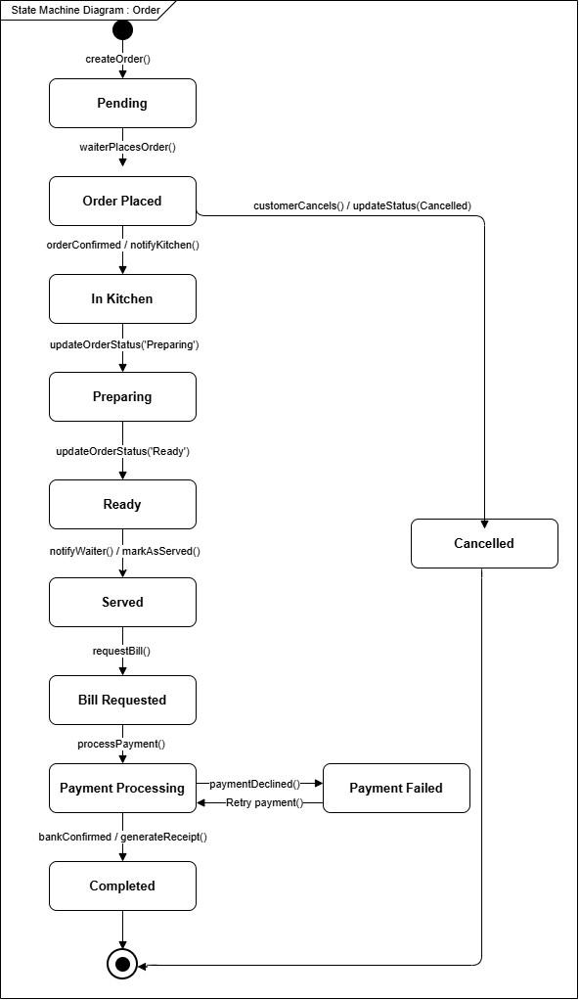 State Machine Diagram : Order
createOrder()
Pending
waiterPlacesOrder()
Order Placed
customerCancels() / updateStatus(Cancelled)
orderConfirmed / notifyKitchen()
In Kitchen
updateOrderStatus('Preparing')
Preparing
updateOrderStatus('Ready')
Ready
Cancelled
notifyWaiter() / markAsServed()
Served
requestBill()
Bill Requested
processPayment()
Payment Processing
paymentDeclined()
Retry payment()
Payment Failed
bankConfirmed / generateReceipt()
Completed